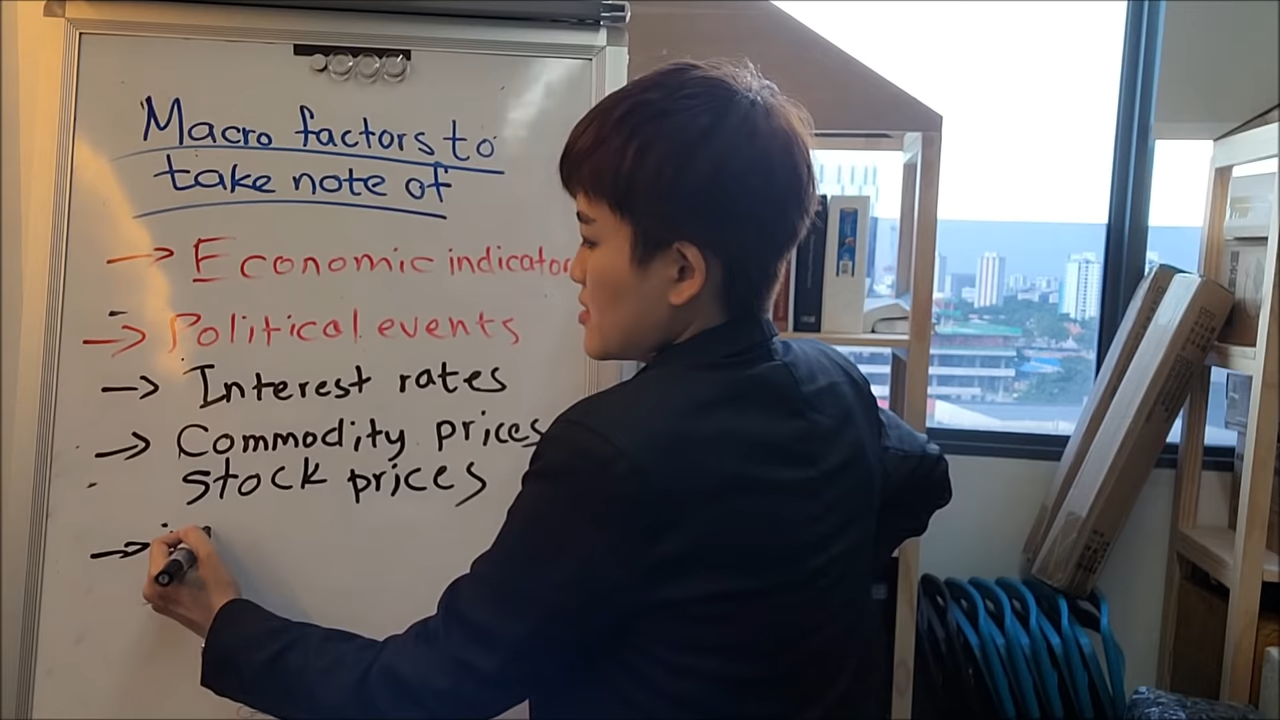 Macro factors to
take note of
→ Economic indicator
→ Political events
→ Interest rates
→ Commodity prices
stock prices
→